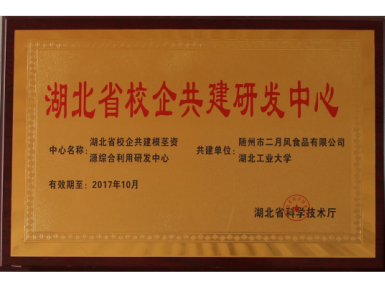 湖北省校企共建研发中心
中心名称：湖北省校企共建根茎资源综合利用研发中心
共建单位：随州市二月风食品有限公司
湖北工业大学
有效期至：2017年10月
湖北省科学技术厅